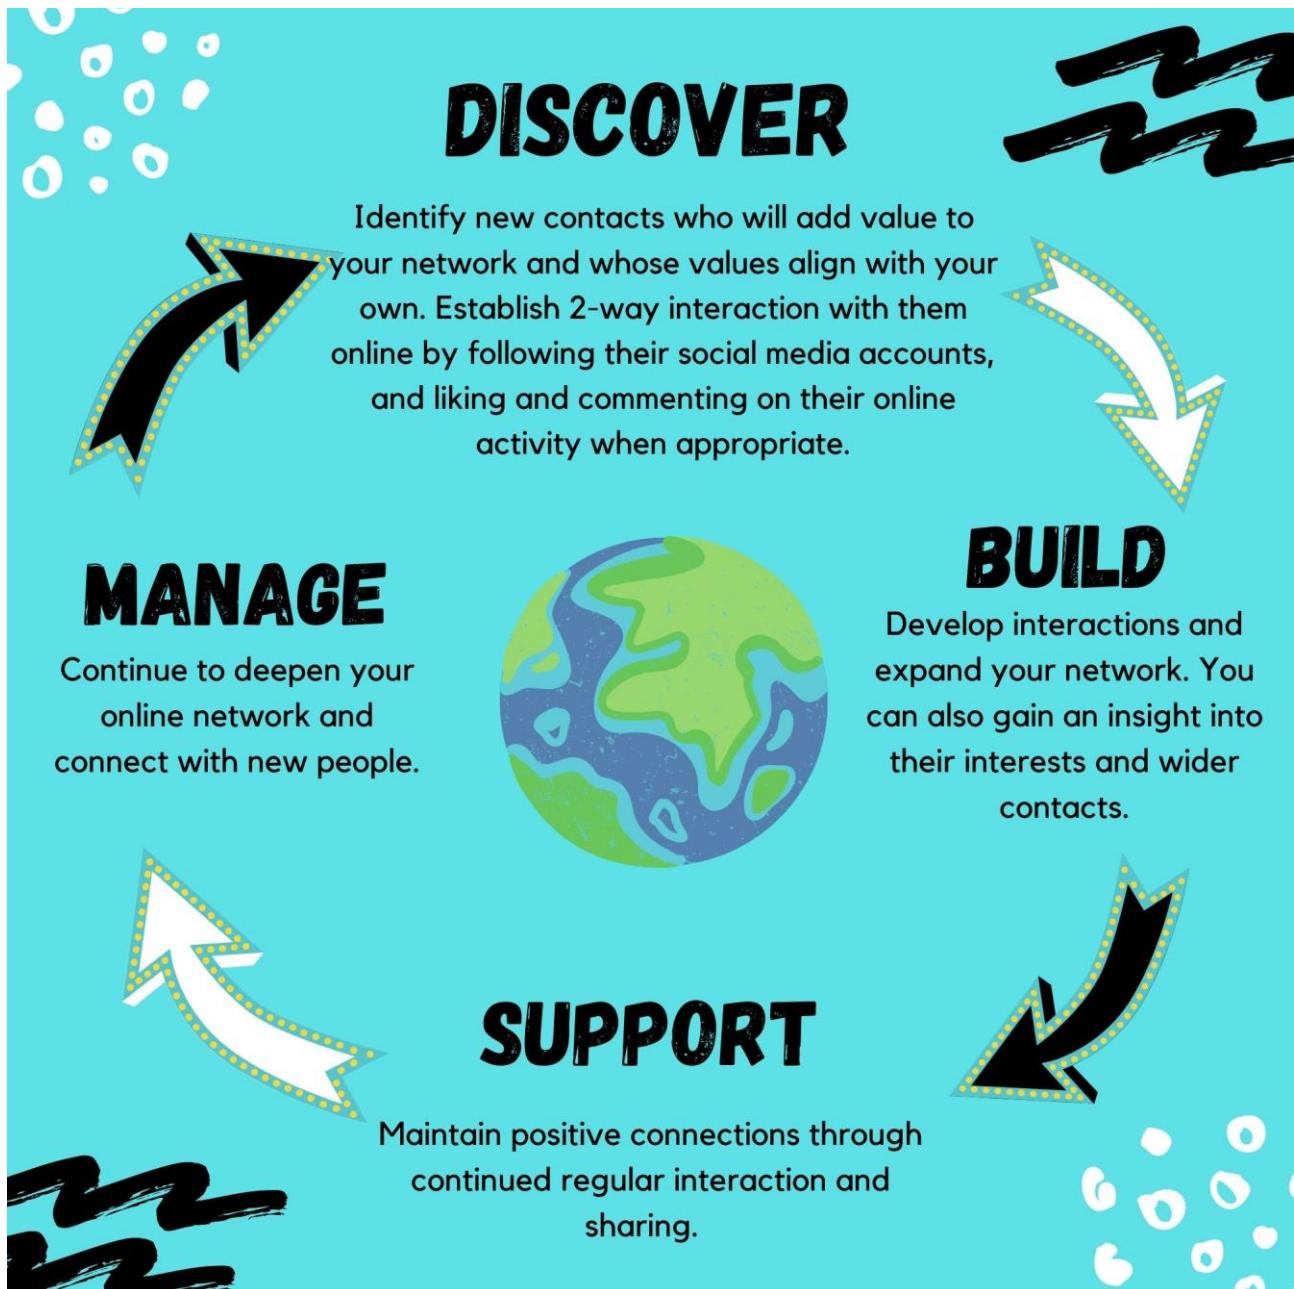 DISCOVER
Identify new contacts who will add value to
your network and whose values align with your
own. Establish 2-way interaction with them
online by following their social media accounts,
and liking and commenting on their online
activity when appropriate.
BUILD
Develop interactions and
expand your network. You
can also gain an insight into
their interests and wider
contacts.
SUPPORT
Maintain positive connections through
continued regular interaction and
sharing.
MANAGE
Continue to deepen your
online network and
connect with new people.